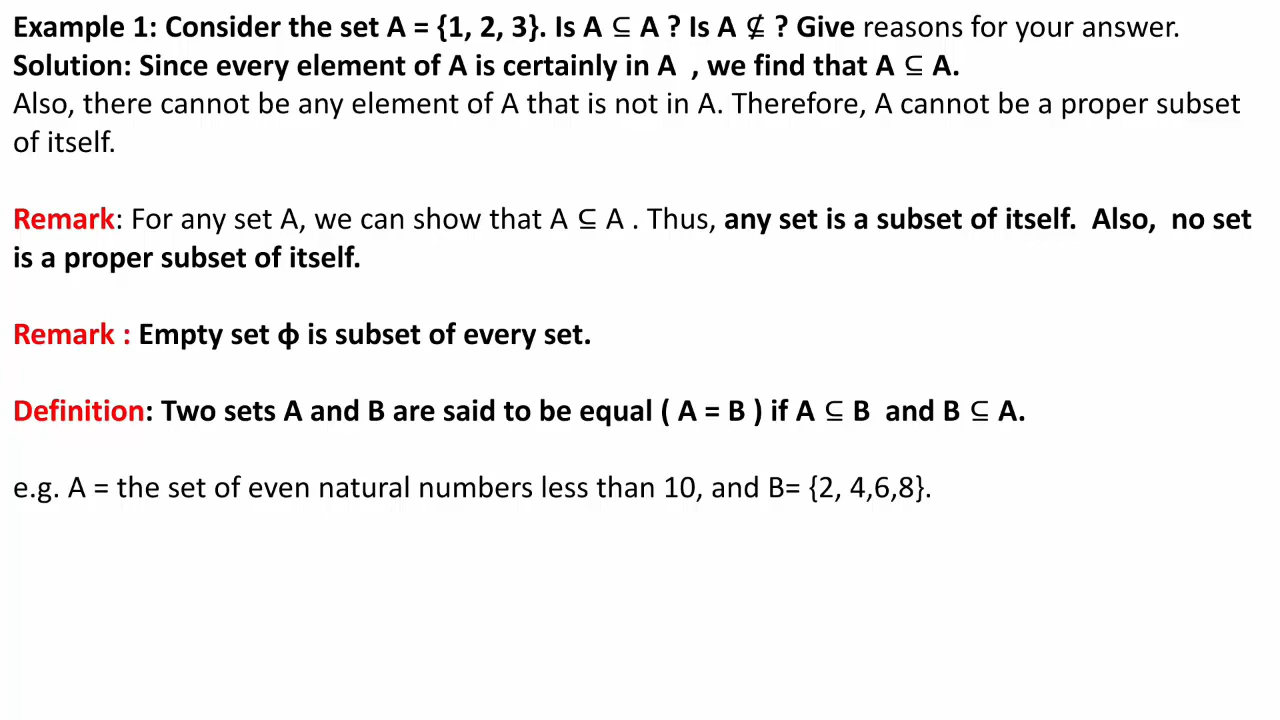 Example 1: Consider the set A = {1, 2, 3}. Is A ⊆ A ? Is A ⊈ ? Give reasons for your answer.
Solution: Since every element of A is certainly in A , we find that A ⊆ A.
Also, there cannot be any element of A that is not in A. Therefore, A cannot be a proper subset
of itself.
Remark: For any set A, we can show that A ⊆ A . Thus, any set is a subset of itself. Also, no set
is a proper subset of itself.
Remark : Empty set ϕ is subset of every set.
Definition: Two sets A and B are said to be equal ( A = B ) if A ⊆ B and B ⊆ A.
e.g. A = the set of even natural numbers less than 10, and B= {2, 4,6,8}.